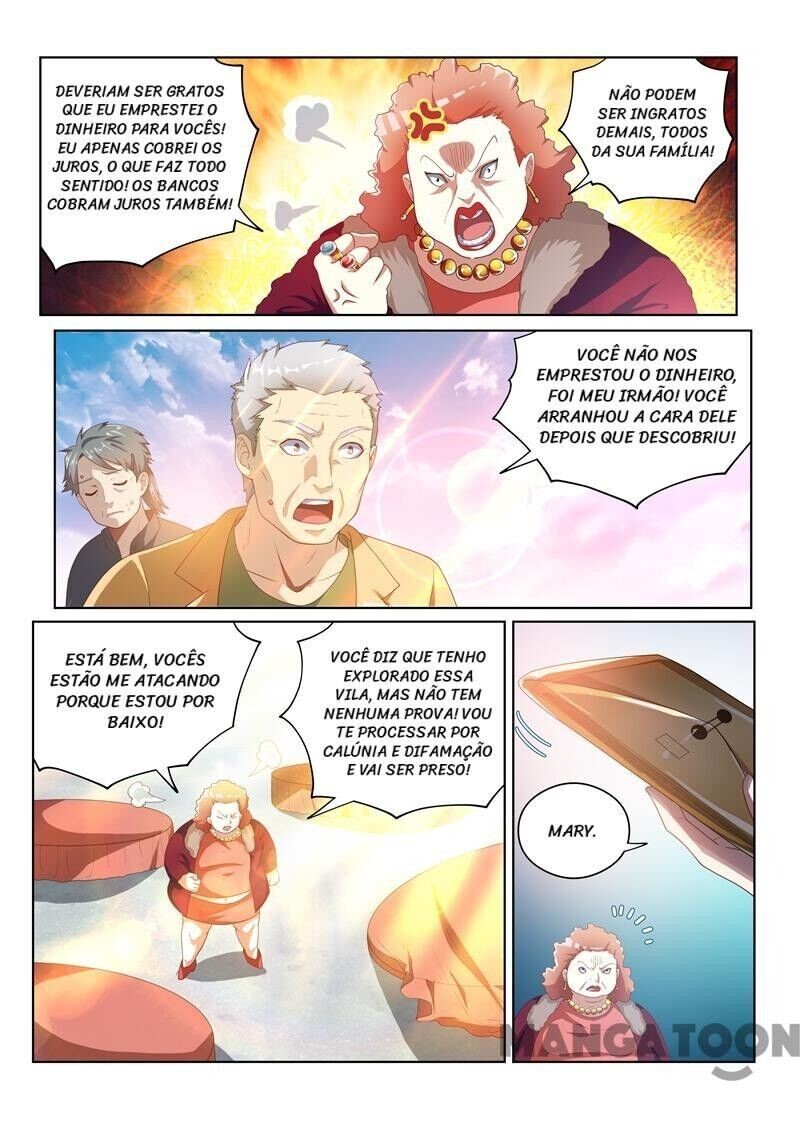 DEVERIAM SER GRATOS
QUE EU EMPRESTEI O
DINHEIRO PARA VOCÊS!
EU APENAS COBREI OS
JUROS, O QUE FAZ TODO
SENTIDO! OS BANCOS
COBRAM JUROS TAMBÉM!
NÃO PODEM
SER INGRATOS
DEMAIS, TODOS
DA SUA FAMÍLIA!
VOCÊ NÃO NOS
EMPRESTOU O DINHEIRO,
FOI MEU IRMÃO! VOCÊ
ARRANHOU A CARA DELE
DEPOIS QUE DESCOBRIU!
ESTÁ BEM, VOCÊS
ESTÃO ME ATACANDO
PORQUE ESTOU POR
BAIXO!
VOCÊ DIZ QUE TENHO
EXPLORADO ESSA
VILA, MAS NÃO TEM
NENHUMA PROVA! VOU
TE PROCESSAR POR
CALÚNIA E DIFAMAÇÃO
E VAI SER PRESO!
MARY.
MANGATOON